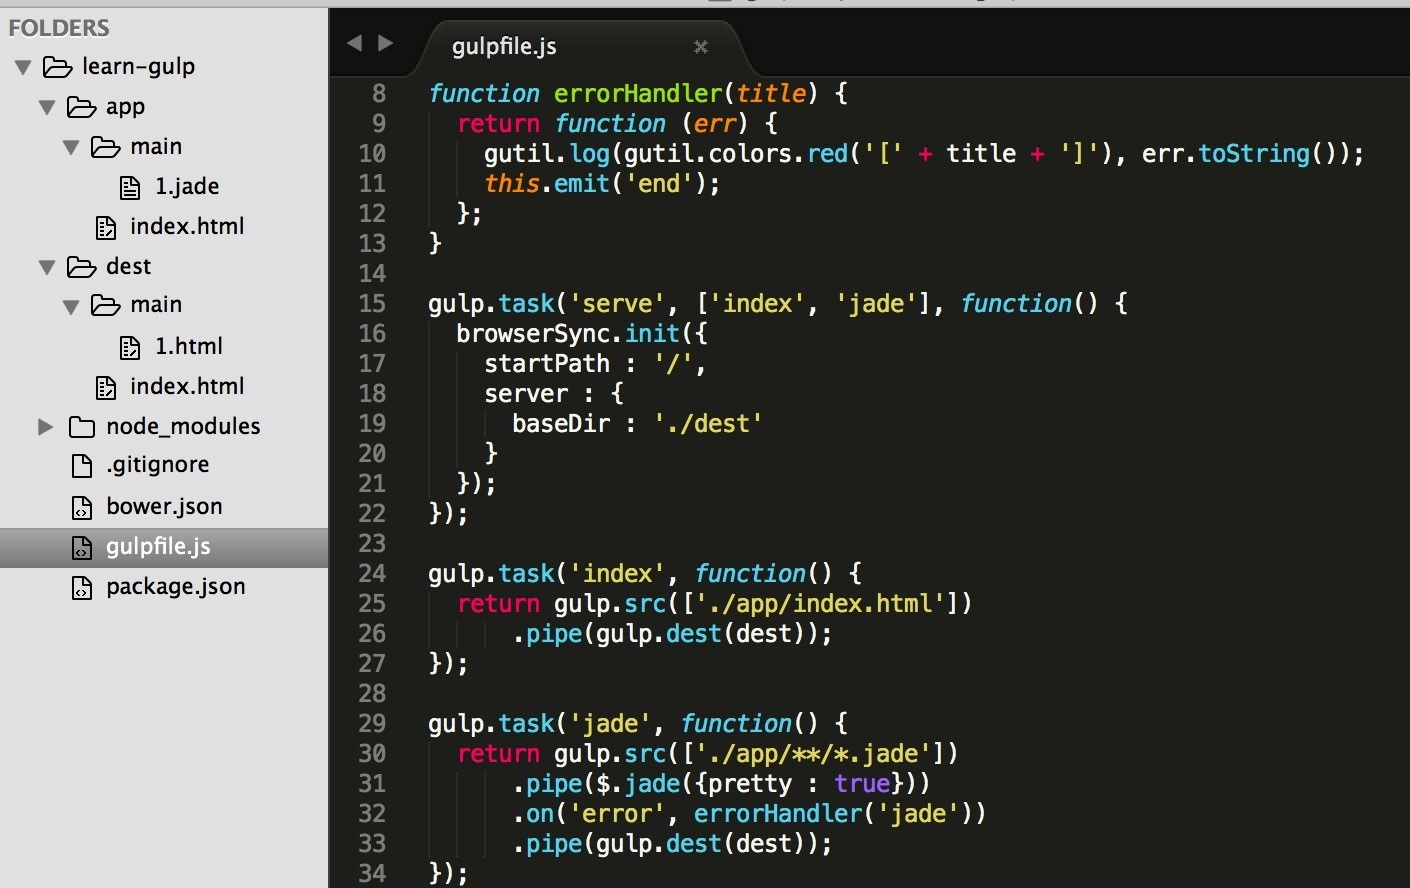 FOLDERS
learn-gulp
app
main
1.jade
index.html
dest
main
1.html
index.html
node_modules
.gitignore
bower.json
gulpfile.js
package.json
gulpfile.js
8 function errorHandler(title) {
9   return function (err) {
10     gutil.log(gutil.colors.red('[' + title + ']'), err.toString());
11     this.emit('end');
12   };
13 }
14
15 gulp.task('serve', ['index', 'jade'], function() {
16   browserSync.init({
17     startPath : '/',
18     server : {
19       baseDir : './dest'
20     }
21   });
22 });
23
24 gulp.task('index', function() {
25   return gulp.src(['./app/index.html'])
26       .pipe(gulp.dest(dest));
27 });
28
29 gulp.task('jade', function() {
30   return gulp.src(['./app/**/*.jade'])
31       .pipe($.jade({pretty : true}))
32       .on('error', errorHandler('jade'))
33       .pipe(gulp.dest(dest));
34 });